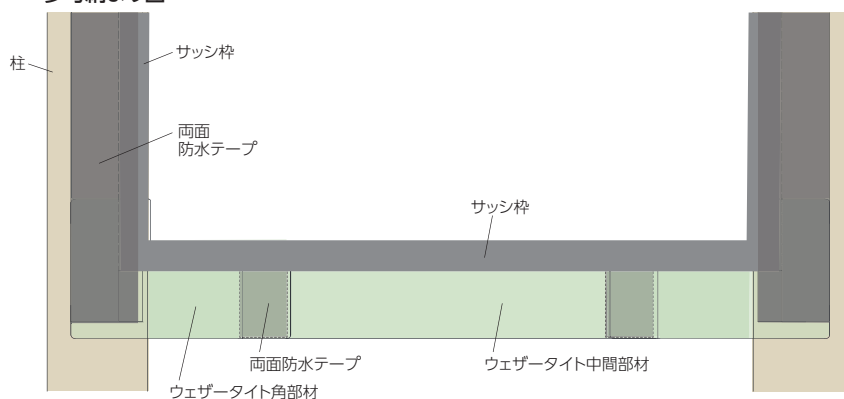 柱
サッシ枠
両面
防水テープ
サッシ枠
両面防水テープ
ウェザータイト中間部材
ウェザータイト角部材